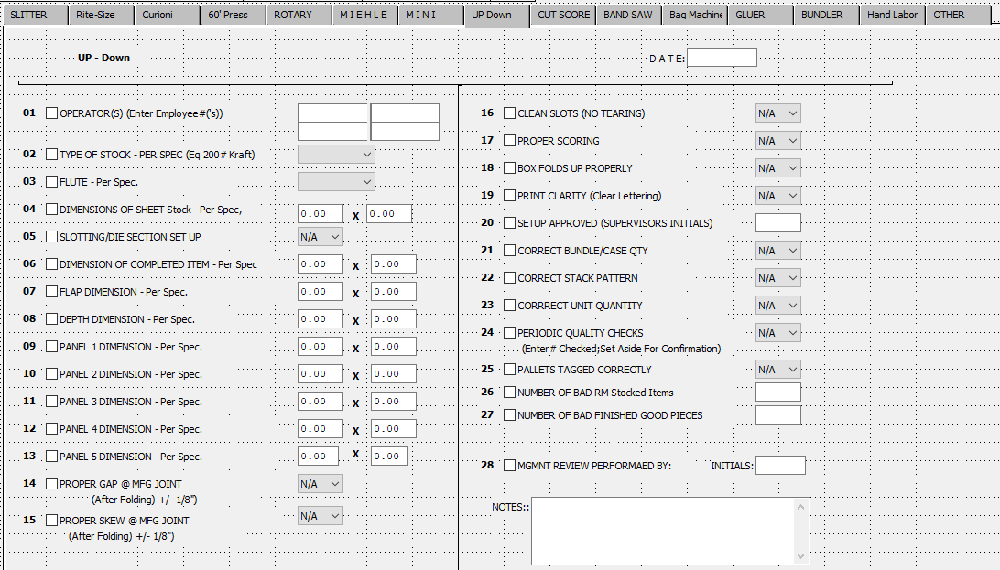 SLITTER Rite-Size Curioni 60' Press ROTARY M I E H L E M I N I UP Down CUT SCORE BAND SAW Bag Machine GLUER BUNDLER Hand Labor OTHER
UP - Down
D A T E:
01 OPERATOR(S) (Enter Employee#('s))
02 TYPE OF STOCK - PER SPEC (Eq 200# Kraft)
03 FLUTE - Per Spec.
04 DIMENSIONS OF SHEET Stock - Per Spec, 0.00 X 0.00
05 SLOTTING/DIE SECTION SET UP N/A
06 DIMENSION OF COMPLETED ITEM - Per Spec 0.00 X 0.00
07 FLAP DIMENSION - Per Spec. 0.00 X 0.00
08 DEPTH DIMENSION - Per Spec. 0.00 X 0.00
09 PANEL 1 DIMENSION - Per Spec. 0.00 X 0.00
10 PANEL 2 DIMENSION - Per Spec. 0.00 X 0.00
11 PANEL 3 DIMENSION - Per Spec. 0.00 X 0.00
12 PANEL 4 DIMENSION - Per Spec. 0.00 X 0.00
13 PANEL 5 DIMENSION - Per Spec. 0.00 X 0.00
14 PROPER GAP @ MFG JOINT N/A
(After Folding) +/- 1/8")
15 PROPER SKEW @ MFG JOINT N/A
(After Folding) +/- 1/8")
16 CLEAN SLOTS (NO TEARING) N/A
17 PROPER SCORING N/A
18 BOX FOLDS UP PROPERLY N/A
19 PRINT CLARITY (Clear Lettering) N/A
20 SETUP APPROVED (SUPERVISORS INITIALS)
21 CORRECT BUNDLE/CASE QTY N/A
22 CORRECT STACK PATTERN N/A
23 CORRRECT UNIT QUANTITY N/A
24 PERIODIC QUALITY CHECKS N/A
(Enter# Checked;Set Aside For Confirmation)
25 PALLETS TAGGED CORRECTLY N/A
26 NUMBER OF BAD RM Stocked Items
27 NUMBER OF BAD FINISHED GOOD PIECES
28 MGMNT REVIEW PERFORMAED BY: INITIALS:
NOTES::